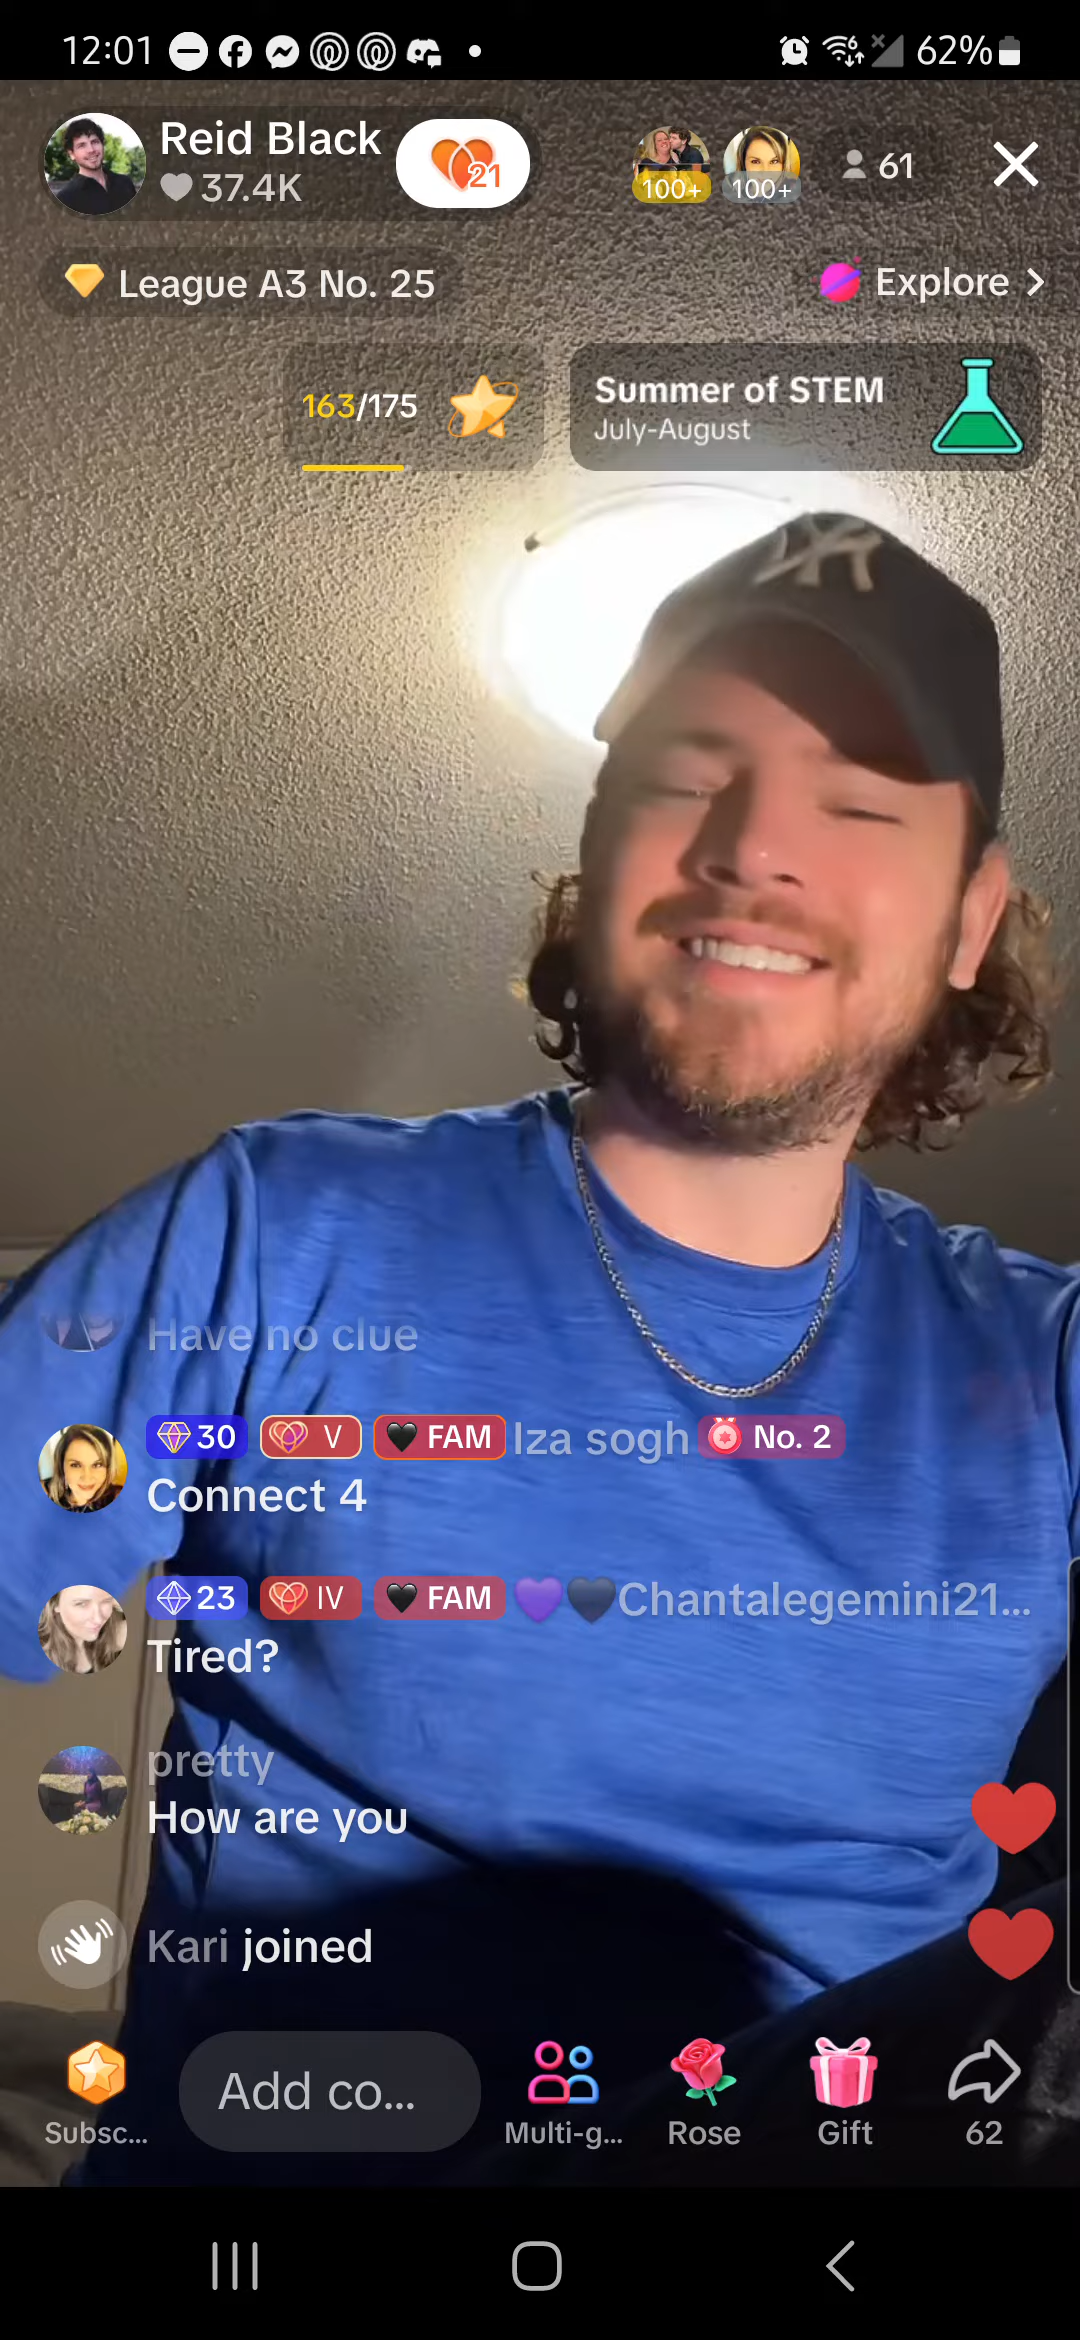 12:01
62%
Reid Black
37.4K
21
100+
100+
61
League A3 No. 25
Explore
163/175
Summer of STEM
July-August
Have no clue
30 V FAM Iza sogh No. 2
Connect 4
23 IV FAM Chantalegemini21...
Tired?
pretty
How are you
Kari joined
Add co...
Subsc...
Multi-g...
Rose
Gift
62